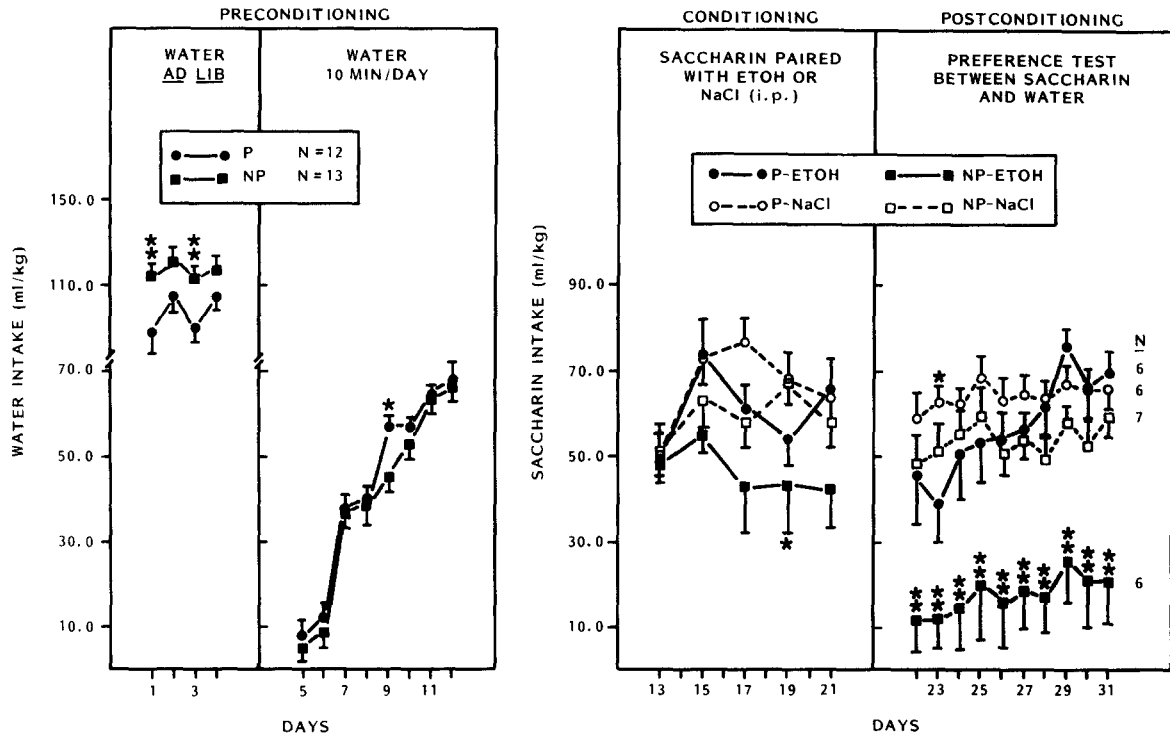 PRECONDITIONING
WATER
AD LIB
WATER
10 MIN/DAY
P N = 12
NP N = 13
WATER INTAKE (ml/kg)
150.0
110.0
70.0
50.0
30.0
10.0
★★ ★★
★
1 3 5 7 9 11
DAYS
CONDITIONING
POSTCONDITIONING
SACCHARIN PAIRED
WITH ETOH OR
NaCl (i.p.)
PREFERENCE TEST
BETWEEN SACCHARIN
AND WATER
P-ETOH NP-ETOH
P-NaCl NP-NaCl
SACCHARIN INTAKE (ml/kg)
90.0
70.0
50.0
30.0
10.0
★
★
★★ ★★ ★★ ★★ ★★ ★★ ★★ ★★ ★★ ★★
N
6
6
7
6
13 15 17 19 21 23 25 27 29 31
DAYS